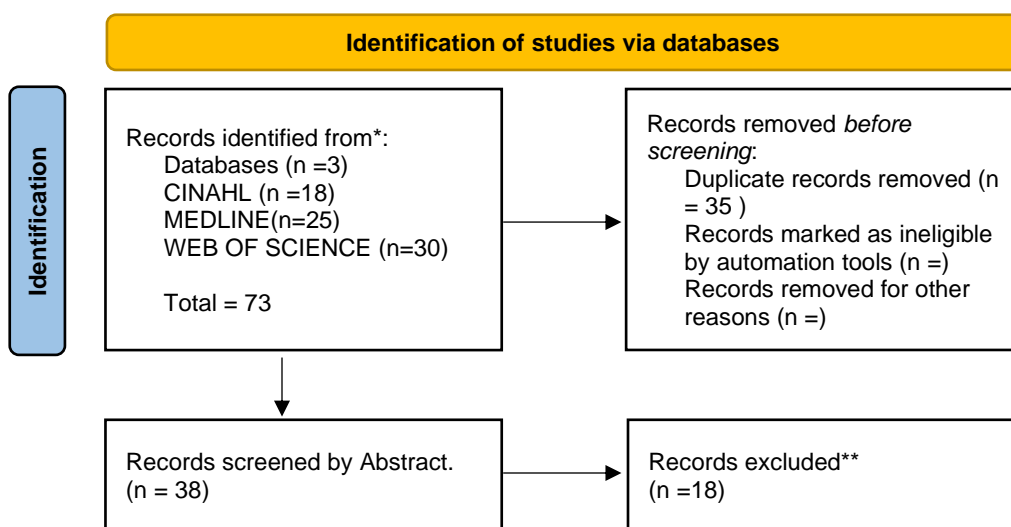 Identification of studies via databases
Identification
Records identified from*:
Databases (n =3)
CINAHL (n =18)
MEDLINE(n=25)
WEB OF SCIENCE (n=30)
Total = 73
Records removed before
screening:
Duplicate records removed (n
= 35 )
Records marked as ineligible
by automation tools (n =)
Records removed for other
reasons (n =)
Records screened by Abstract.
(n = 38)
Records excluded**
(n =18)